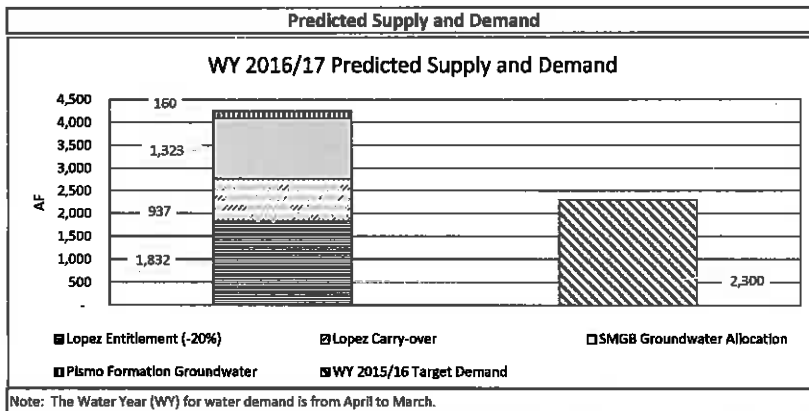 Predicted Supply and Demand
WY 2016/17 Predicted Supply and Demand
4,500
4,000
3,500
3,000
2,500
2,000
1,500
1,000
500
-
AF
160
1,323
937
1,832
2,300
Lopez Entitlement (-20%)
Lopez Carry-over
SMGB Groundwater Allocation
Pismo Formation Groundwater
WY 2015/16 Target Demand
Note: The Water Year (WY) for water demand is from April to March.